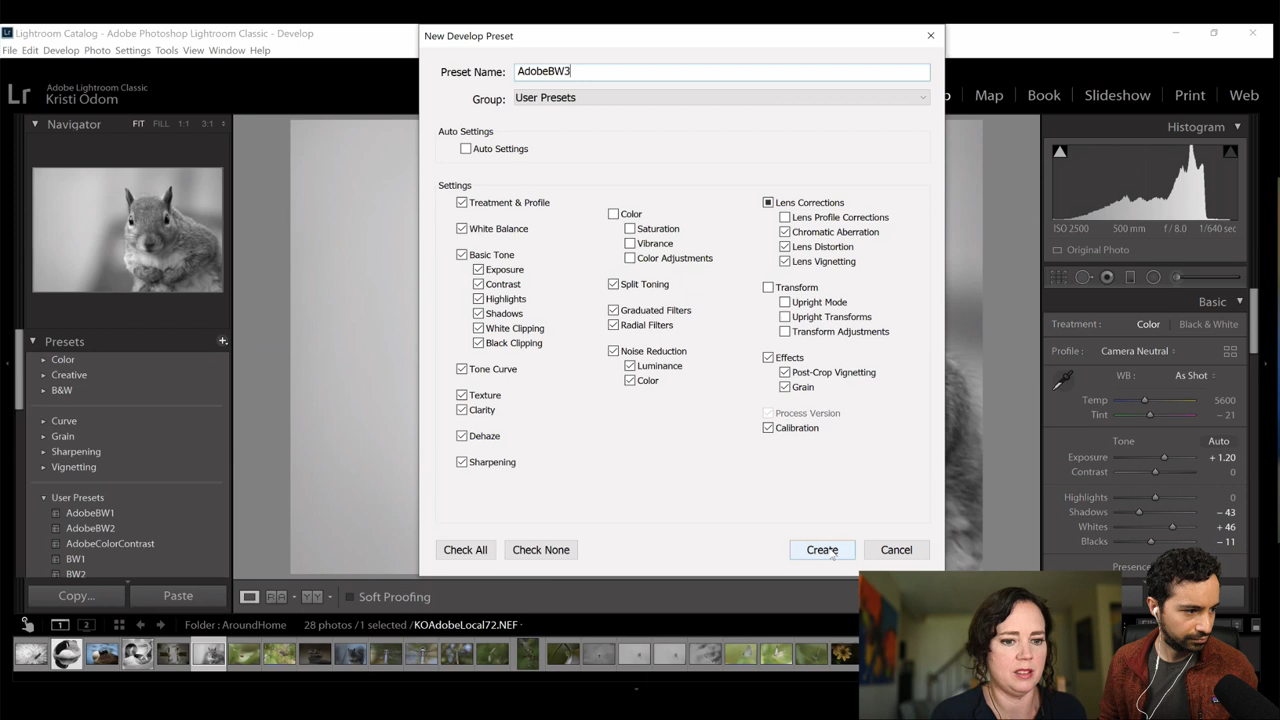 Lightroom Catalog - Adobe Photoshop Lightroom Classic - Develop
File Edit Develop Photo Settings Tools View Window Help
Lr
Adobe Lightroom Classic
Kristi Odom
Map
Book
Slideshow
Print
Web
Navigator
FIT
FILL
1:1
3:1
Presets
Color
Creative
B&W
Curve
Grain
Sharpening
Vignetting
User Presets
AdobeBW1
AdobeBW2
AdobeColorContrast
BW1
BW2
Copy...
Paste
New Develop Preset
Preset Name: AdobeBW3
Group: User Presets
Auto Settings
Auto Settings
Settings
Treatment & Profile
White Balance
Basic Tone
Exposure
Contrast
Highlights
Shadows
White Clipping
Black Clipping
Tone Curve
Texture
Clarity
Dehaze
Sharpening
Color
Saturation
Vibrance
Color Adjustments
Split Toning
Graduated Filters
Radial Filters
Noise Reduction
Luminance
Color
Lens Corrections
Lens Profile Corrections
Chromatic Aberration
Lens Distortion
Lens Vignetting
Transform
Upright Mode
Upright Transforms
Transform Adjustments
Effects
Post-Crop Vignetting
Grain
Process Version
Calibration
Check All
Check None
Create
Cancel
Histogram
ISO 2500 500 mm f / 8.0 1/640 sec
Original Photo
Basic
Treatment : Color Black & White
Profile : Camera Neutral
WB : As Shot
Temp 5600
Tint - 21
Tone Auto
Exposure + 1.20
Contrast 0
Highlights 0
Shadows - 43
Whites + 46
Blacks - 11
Presence
Soft Proofing
1
2
Folder : AroundHome
28 photos / 1 selected / KOAdobeLocal72.NEF